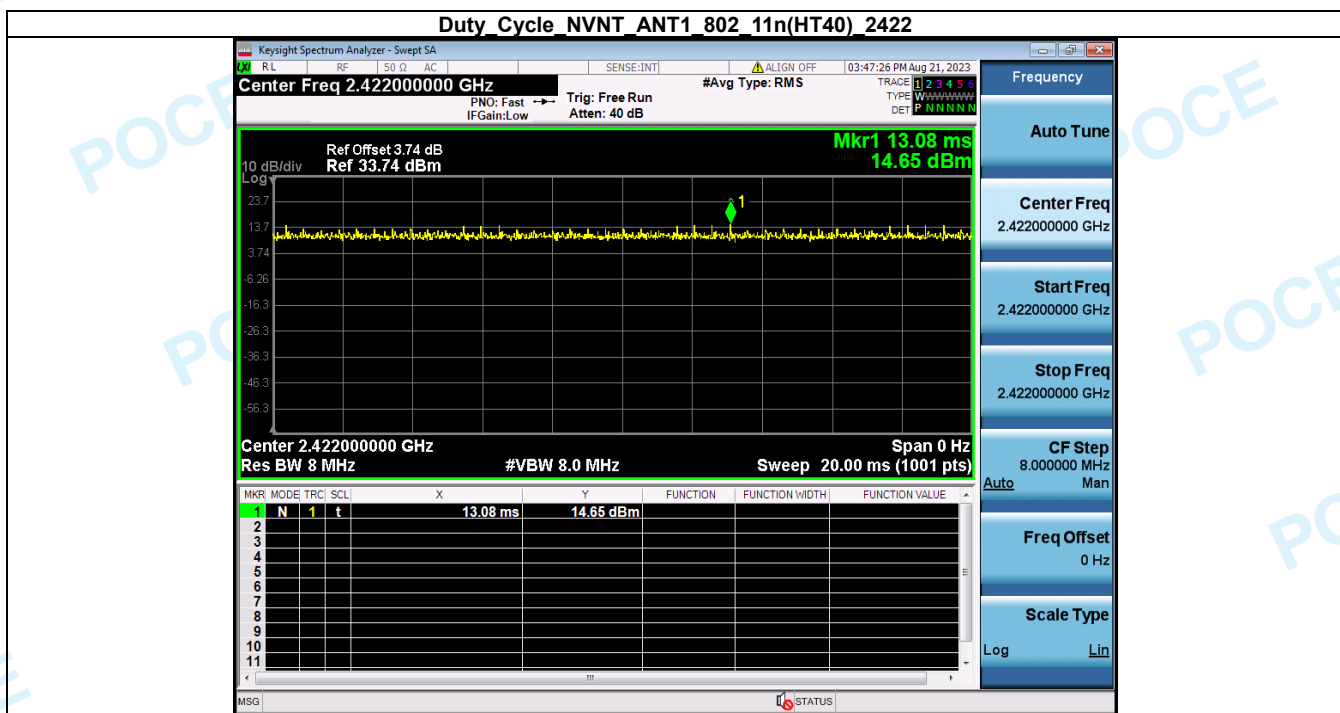 Duty_Cycle_NVNT_ANT1_802_11n(HT40)_2422
Keysight Spectrum Analyzer - Swept SA
LXI RL RF 50 Ω AC SENSE:INT ALIGN OFF 03:47:26 PM Aug 21, 2023
Center Freq 2.422000000 GHz
PNO: Fast
IFGain:Low
Trig: Free Run
Atten: 40 dB
#Avg Type: RMS
TRACE 1 2 3 4 5 6
TYPE WWWWWW
DET P N N N N N
Mkr1 13.08 ms
14.65 dBm
Ref Offset 3.74 dB
10 dB/div Ref 33.74 dBm
Log
23.7
13.7
3.74
-6.26
-16.3
-26.3
-36.3
-46.3
-56.3
1
Center 2.422000000 GHz Span 0 Hz
Res BW 8 MHz #VBW 8.0 MHz Sweep 20.00 ms (1001 pts)
MKR MODE TRC SCL X Y FUNCTION FUNCTION WIDTH FUNCTION VALUE
1 N 1 t 13.08 ms 14.65 dBm
2
3
4
5
6
7
8
9
10
11
MSG STATUS
Frequency
Auto Tune
Center Freq
2.422000000 GHz
Start Freq
2.422000000 GHz
Stop Freq
2.422000000 GHz
CF Step
8.000000 MHz
Auto Man
Freq Offset
0 Hz
Scale Type
Log Lin
POCE
POCE
POCE